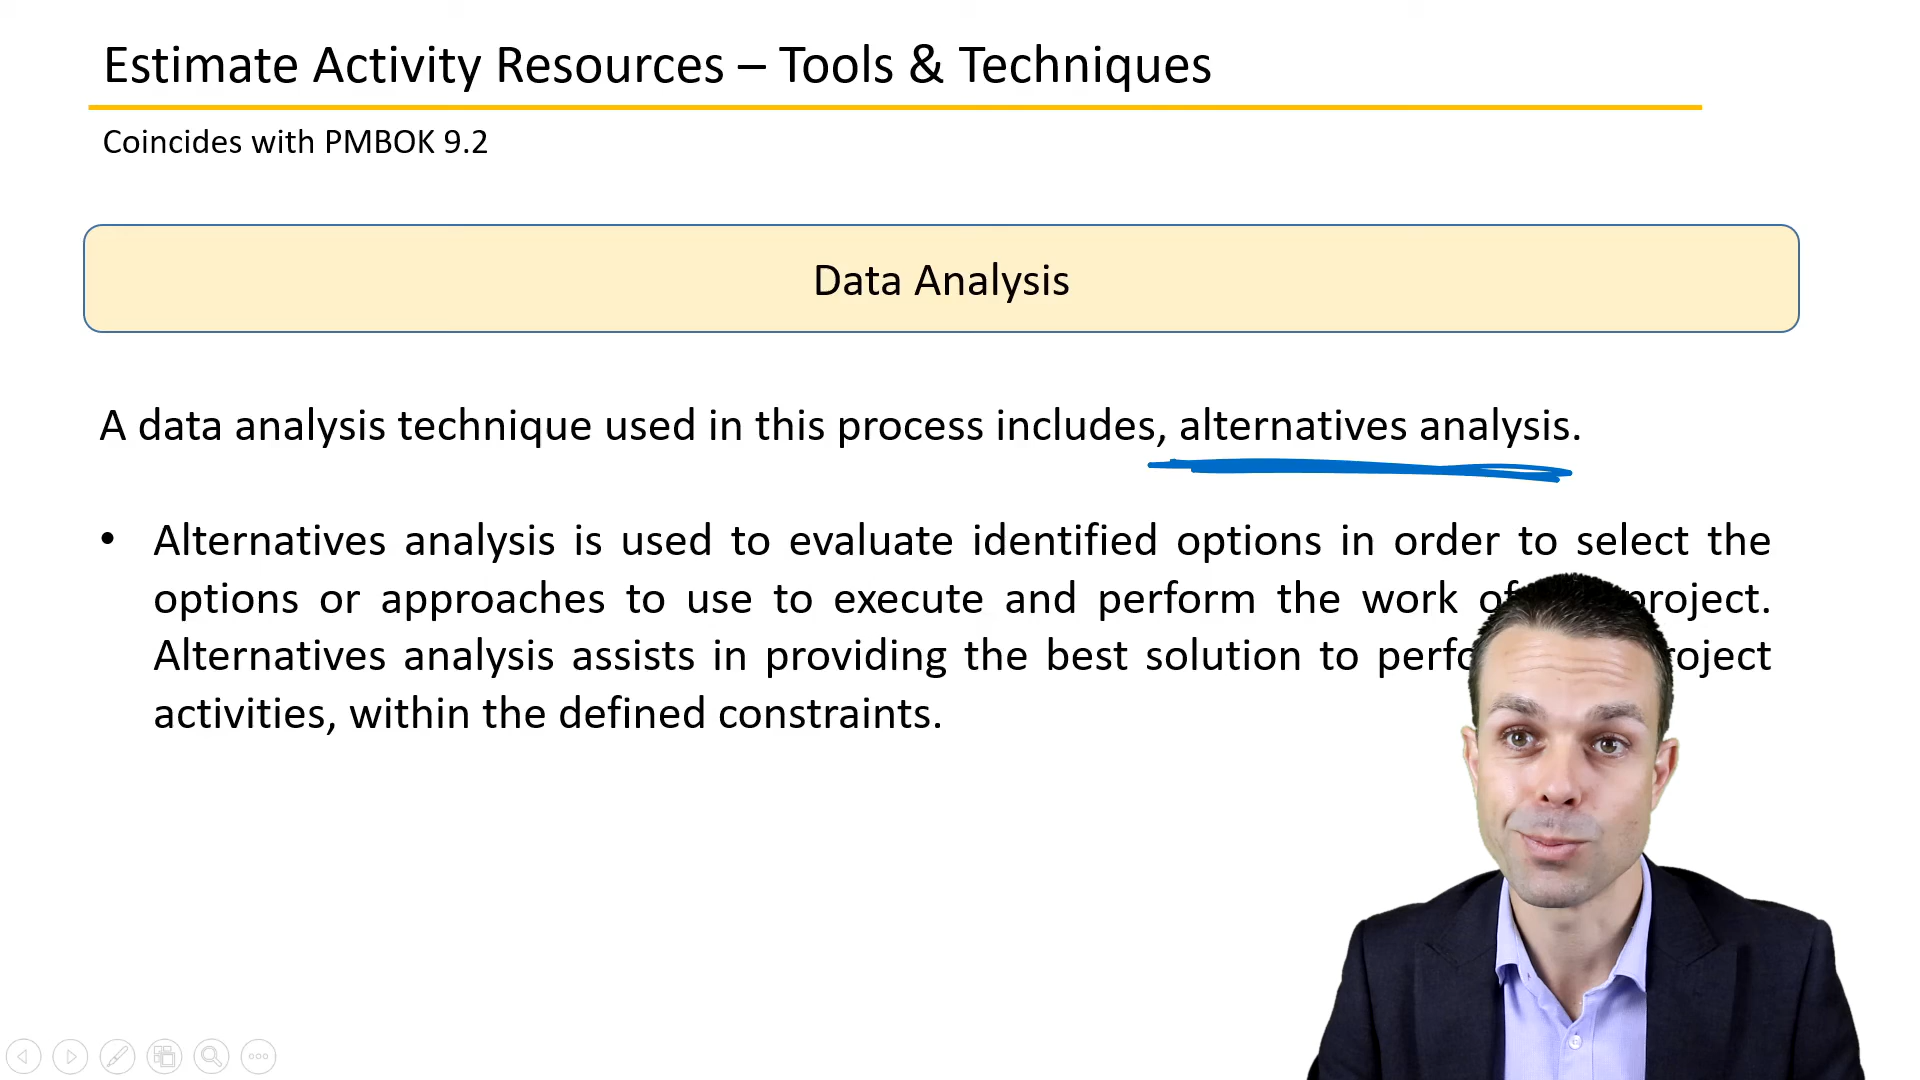 Estimate Activity Resources – Tools & Techniques
Coincides with PMBOK 9.2
Data Analysis
A data analysis technique used in this process includes, alternatives analysis.
• Alternatives analysis is used to evaluate identified options in order to select the
options or approaches to use to execute and perform the work of project.
Alternatives analysis assists in providing the best solution to project
activities, within the defined constraints.